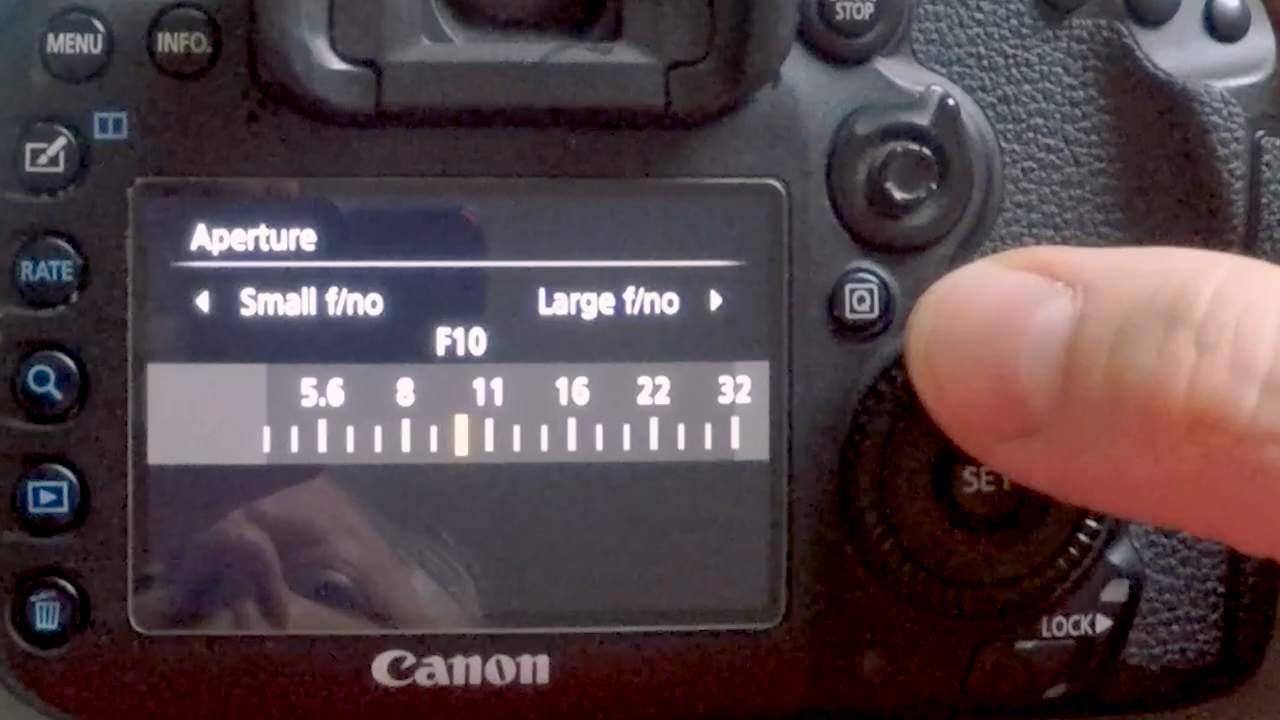 STOP
MENU
INFO.
RATE
Aperture
Small f/no Large f/no
F10
5.6 8 11 16 22 32
Q
SET
LOCK
Canon